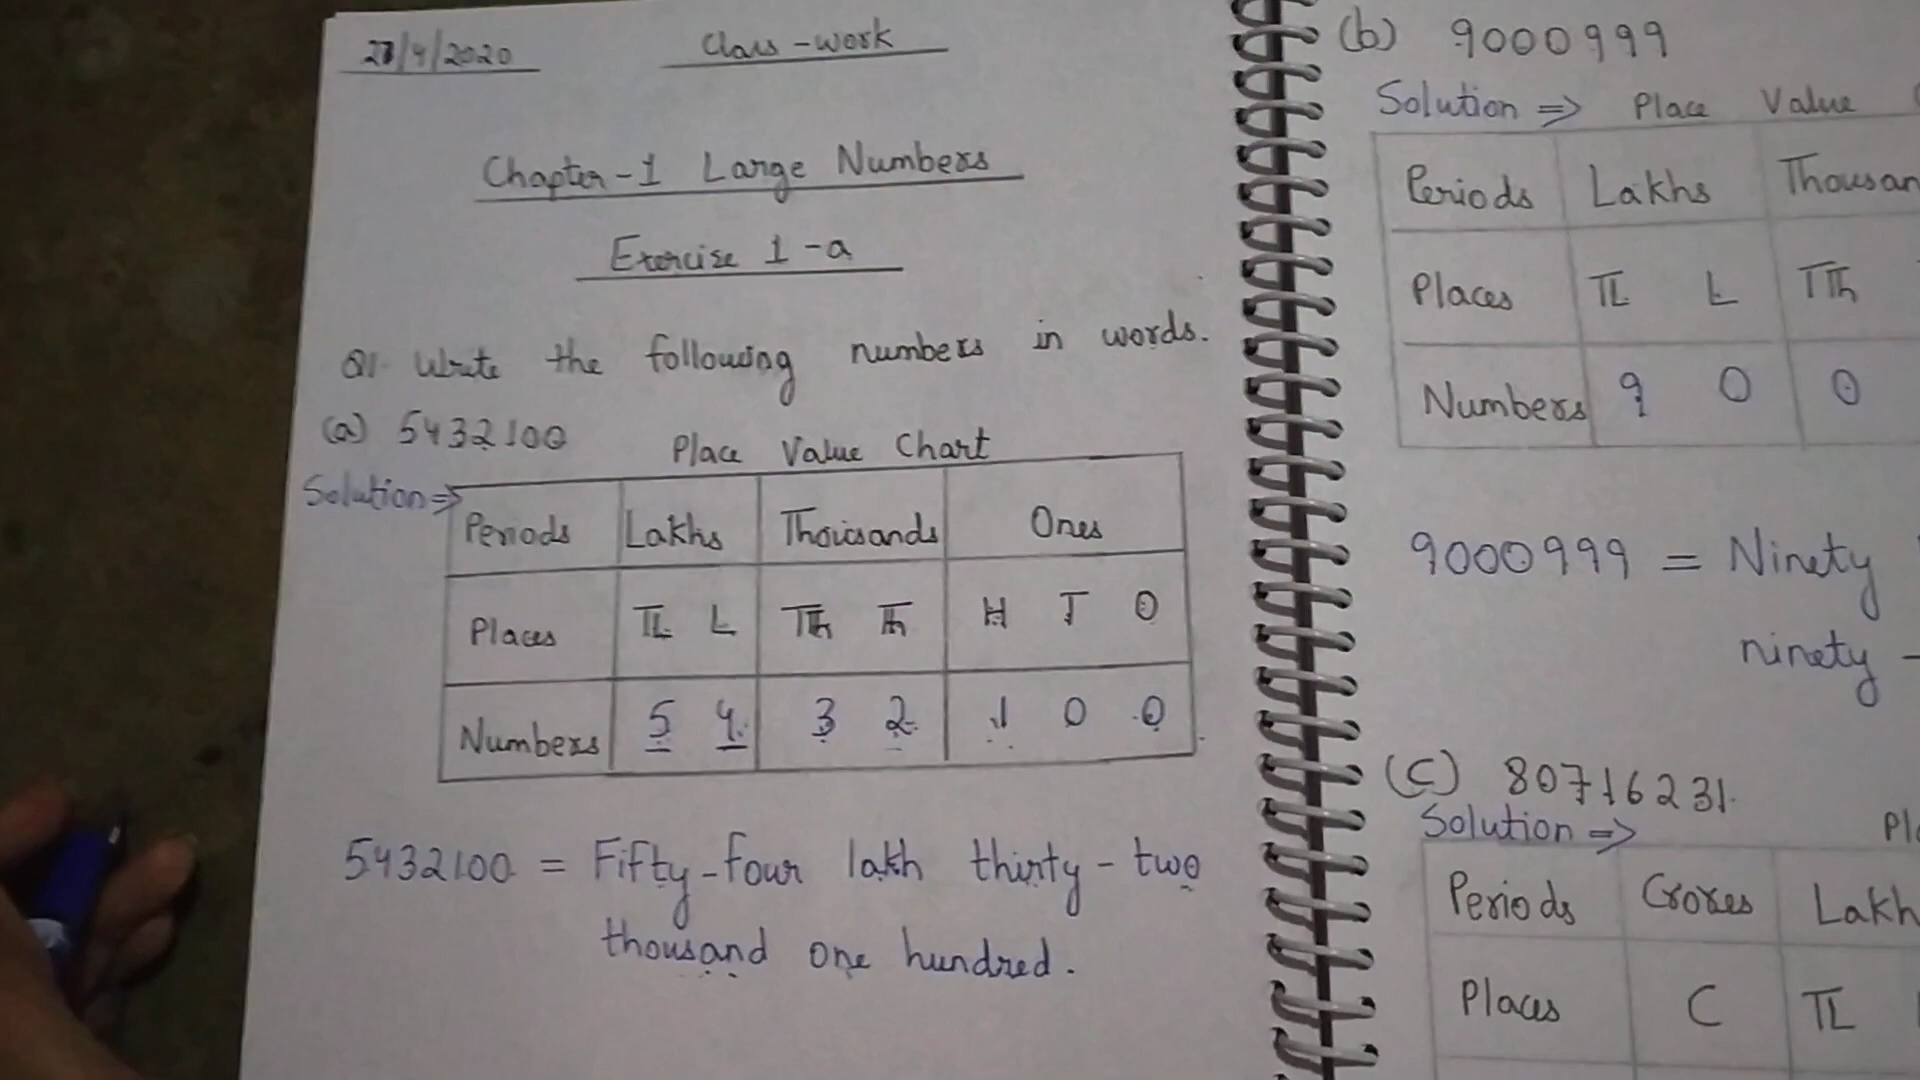 27/4/2020 Class-work
Chapter-1 Large Numbers
Exercise 1-a
Q1. Write the following numbers in words.
(a) 5432100 Place Value Chart
Solution⇒
Periods Lakhs Thousands Ones
Places TL L TTh Th H T O
Numbers 5 4 3 2 1 0 0
5432100 = Fifty-four lakh thirty-two
thousand one hundred.
(b) 9000999
Solution ⇒ Place Value
Periods Lakhs Thousan
Places TL L TTh
Numbers 9 0 0
9000999 = Ninety
ninety -
(C) 80716231.
Solution ⇒ Pla
Periods Crores Lakh
Places C TL